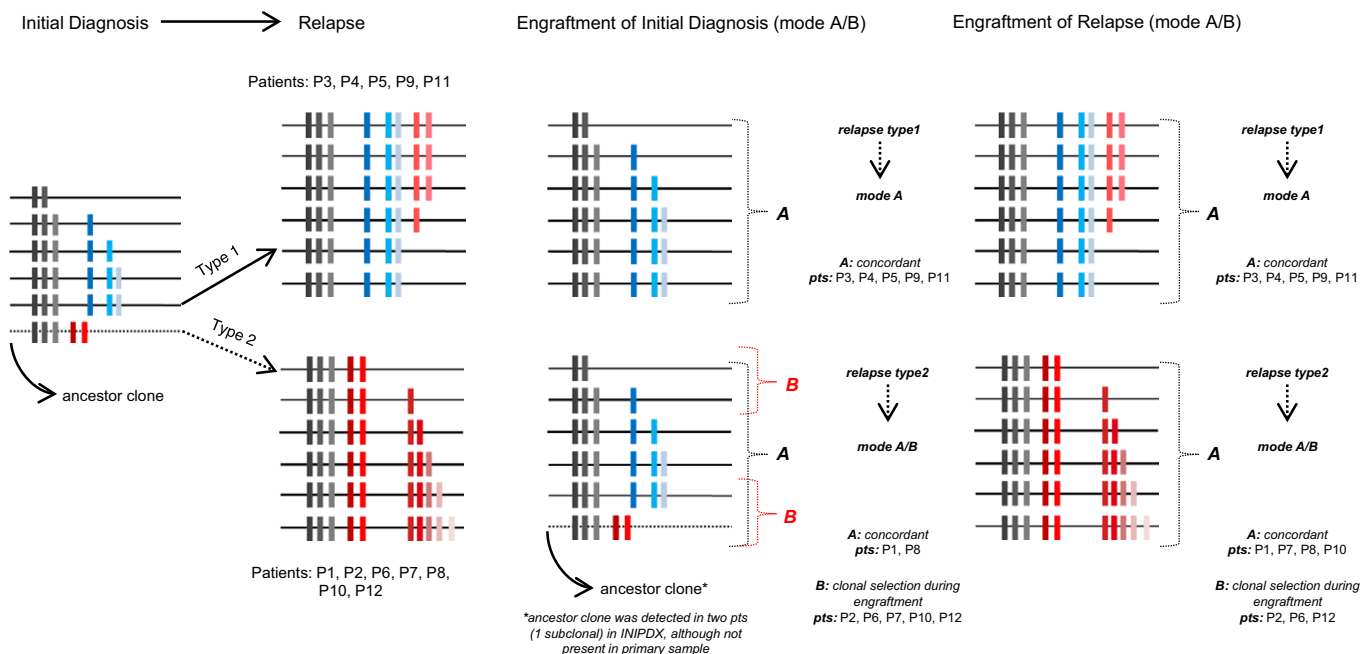 Initial Diagnosis
Relapse
Engraftment of Initial Diagnosis (mode A/B)
Engraftment of Relapse (mode A/B)
Patients: P3, P4, P5, P9, P11
Type 1
Type 2
ancestor clone
Patients: P1, P2, P6, P7, P8,
P10, P12
A
relapse type1
mode A
A: concordant
pts: P3, P4, P5, P9, P11
B
A
B
ancestor clone*
*ancestor clone was detected in two pts
(1 subclonal) in INIPDX, although not
present in primary sample
relapse type2
mode A/B
A: concordant
pts: P1, P8
B: clonal selection during
engraftment
pts: P2, P6, P7, P10, P12
A
relapse type1
mode A
A: concordant
pts: P3, P4, P5, P9, P11
A
relapse type2
mode A/B
A: concordant
pts: P1, P7, P8, P10
B: clonal selection during
engraftment
pts: P2, P6, P12